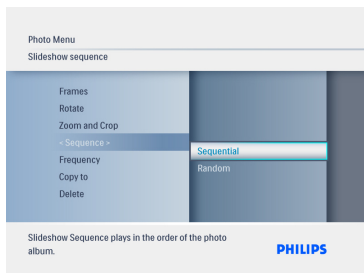 Photo Menu
Slideshow sequence
Frames
Rotate
Zoom and Crop
< Sequence >
Frequency
Copy to
Delete
Sequential
Random
Slideshow Sequence plays in the order of the photo
album.
PHILIPS